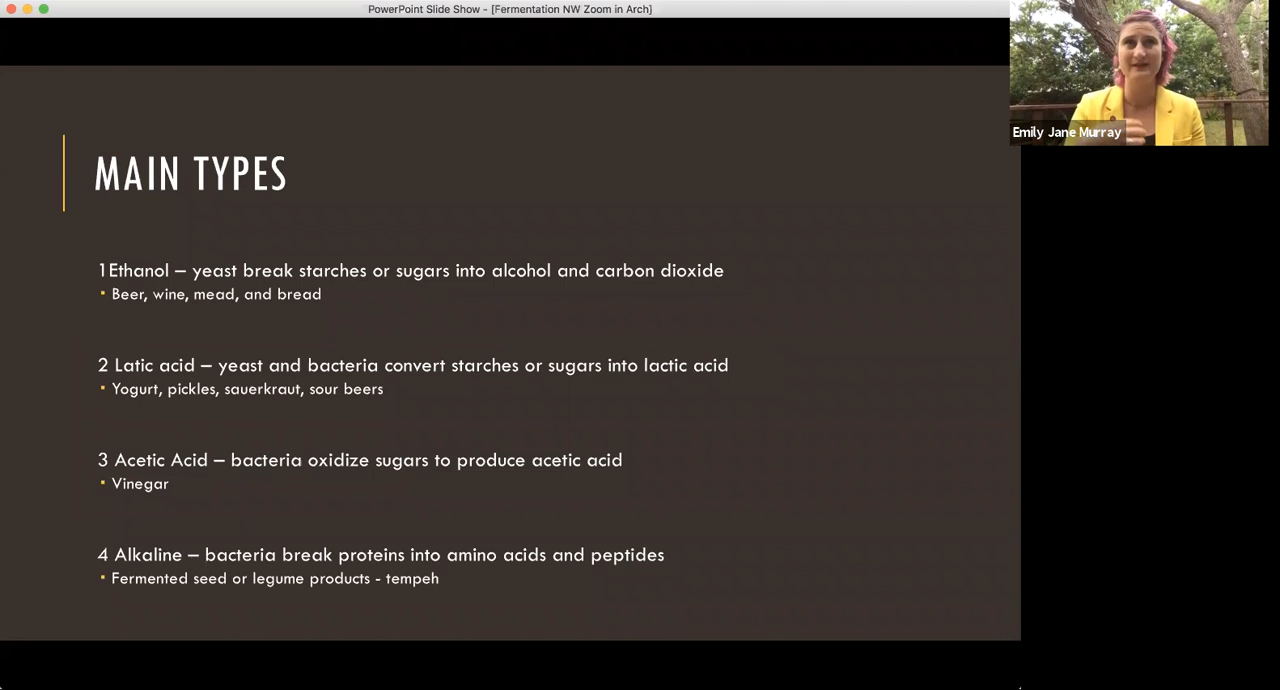 PowerPoint Slide Show - [Fermentation NW Zoom in Arch]
Emily Jane Murray
MAIN TYPES
1Ethanol – yeast break starches or sugars into alcohol and carbon dioxide
Beer, wine, mead, and bread
2 Latic acid – yeast and bacteria convert starches or sugars into lactic acid
Yogurt, pickles, sauerkraut, sour beers
3 Acetic Acid – bacteria oxidize sugars to produce acetic acid
Vinegar
4 Alkaline – bacteria break proteins into amino acids and peptides
Fermented seed or legume products - tempeh